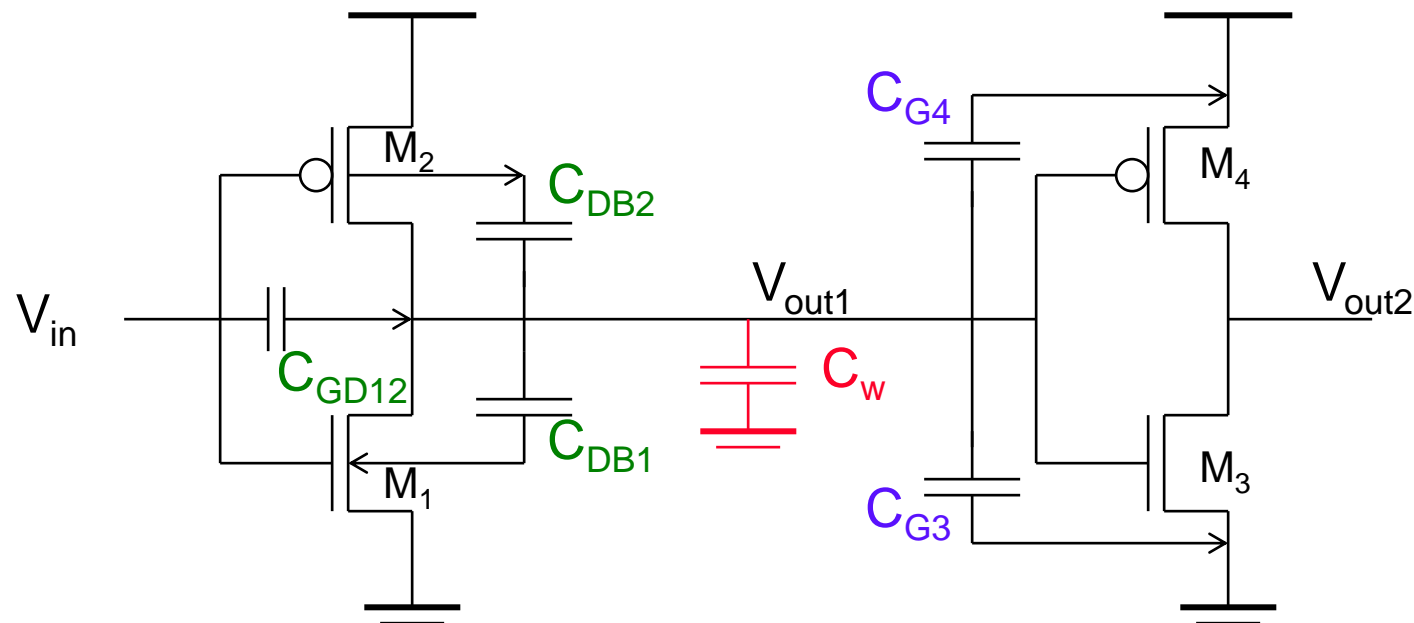 C_G4
M_2
M_4
C_DB2
V_in
V_out1
V_out2
C_GD12
C_w
C_DB1
M_1
M_3
C_G3